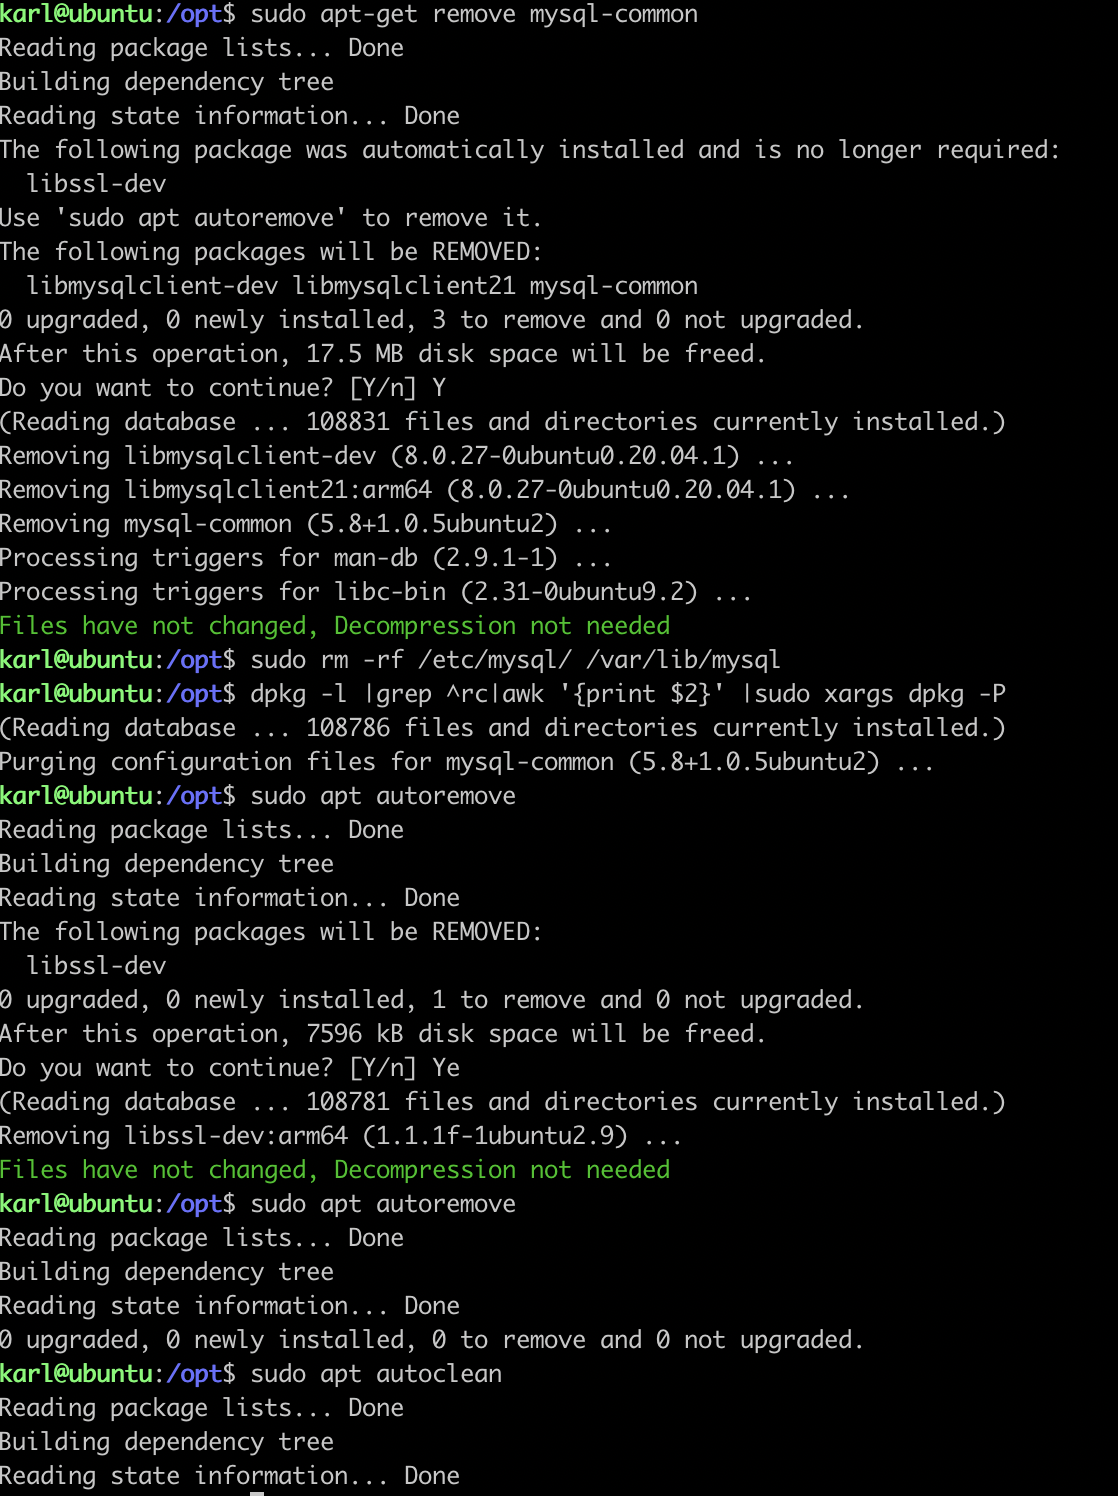 karl@ubuntu:/opt$ sudo apt-get remove mysql-common
Reading package lists... Done
Building dependency tree
Reading state information... Done
The following package was automatically installed and is no longer required:
  libssl-dev
Use 'sudo apt autoremove' to remove it.
The following packages will be REMOVED:
  libmysqlclient-dev libmysqlclient21 mysql-common
0 upgraded, 0 newly installed, 3 to remove and 0 not upgraded.
After this operation, 17.5 MB disk space will be freed.
Do you want to continue? [Y/n] Y
(Reading database ... 108831 files and directories currently installed.)
Removing libmysqlclient-dev (8.0.27-0ubuntu0.20.04.1) ...
Removing libmysqlclient21:arm64 (8.0.27-0ubuntu0.20.04.1) ...
Removing mysql-common (5.8+1.0.5ubuntu2) ...
Processing triggers for man-db (2.9.1-1) ...
Processing triggers for libc-bin (2.31-0ubuntu9.2) ...
Files have not changed, Decompression not needed
karl@ubuntu:/opt$ sudo rm -rf /etc/mysql/ /var/lib/mysql
karl@ubuntu:/opt$ dpkg -l |grep ^rc|awk '{print $2}' |sudo xargs dpkg -P
(Reading database ... 108786 files and directories currently installed.)
Purging configuration files for mysql-common (5.8+1.0.5ubuntu2) ...
karl@ubuntu:/opt$ sudo apt autoremove
Reading package lists... Done
Building dependency tree
Reading state information... Done
The following packages will be REMOVED:
  libssl-dev
0 upgraded, 0 newly installed, 1 to remove and 0 not upgraded.
After this operation, 7596 kB disk space will be freed.
Do you want to continue? [Y/n] Ye
(Reading database ... 108781 files and directories currently installed.)
Removing libssl-dev:arm64 (1.1.1f-1ubuntu2.9) ...
Files have not changed, Decompression not needed
karl@ubuntu:/opt$ sudo apt autoremove
Reading package lists... Done
Building dependency tree
Reading state information... Done
0 upgraded, 0 newly installed, 0 to remove and 0 not upgraded.
karl@ubuntu:/opt$ sudo apt autoclean
Reading package lists... Done
Building dependency tree
Reading state information... Done